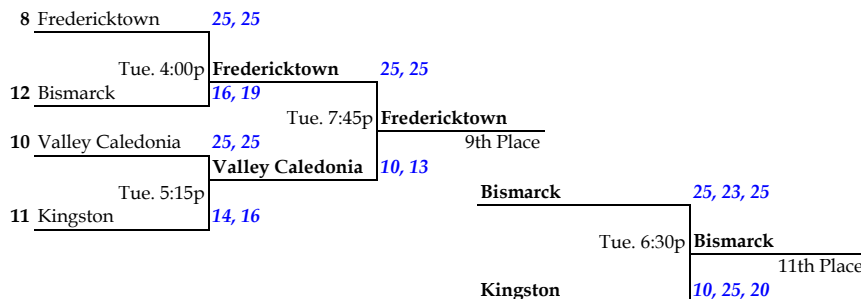 8 Fredericktown 25, 25
Tue. 4:00p Fredericktown 25, 25
12 Bismarck 16, 19
Tue. 7:45p Fredericktown
9th Place
10 Valley Caledonia 25, 25
Valley Caledonia 10, 13
Tue. 5:15p
11 Kingston 14, 16
Bismarck 25, 23, 25
Tue. 6:30p Bismarck
11th Place
Kingston 10, 25, 20